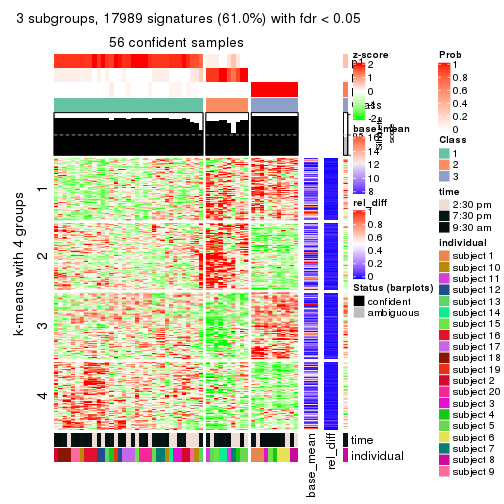 3 subgroups, 17989 signatures (61.0%) with fdr < 0.05
56 confident samples
k-means with 4 groups
1
2
3
4
z-score
2
1
0
-1
-2
base_mean
16
14
12
10
8
rel_diff
1
0.8
0.6
0.4
0.2
0
Status (barplots)
confident
ambiguous
Silhouette
score
time
individual
base_mean
rel_diff
Prob
1
0.8
0.6
0.4
0.2
0
Class
1
2
3
time
2:30 pm
7:30 pm
9:30 am
individual
subject 1
subject 10
subject 11
subject 12
subject 13
subject 14
subject 15
subject 16
subject 17
subject 18
subject 19
subject 2
subject 20
subject 3
subject 4
subject 5
subject 6
subject 7
subject 8
subject 9